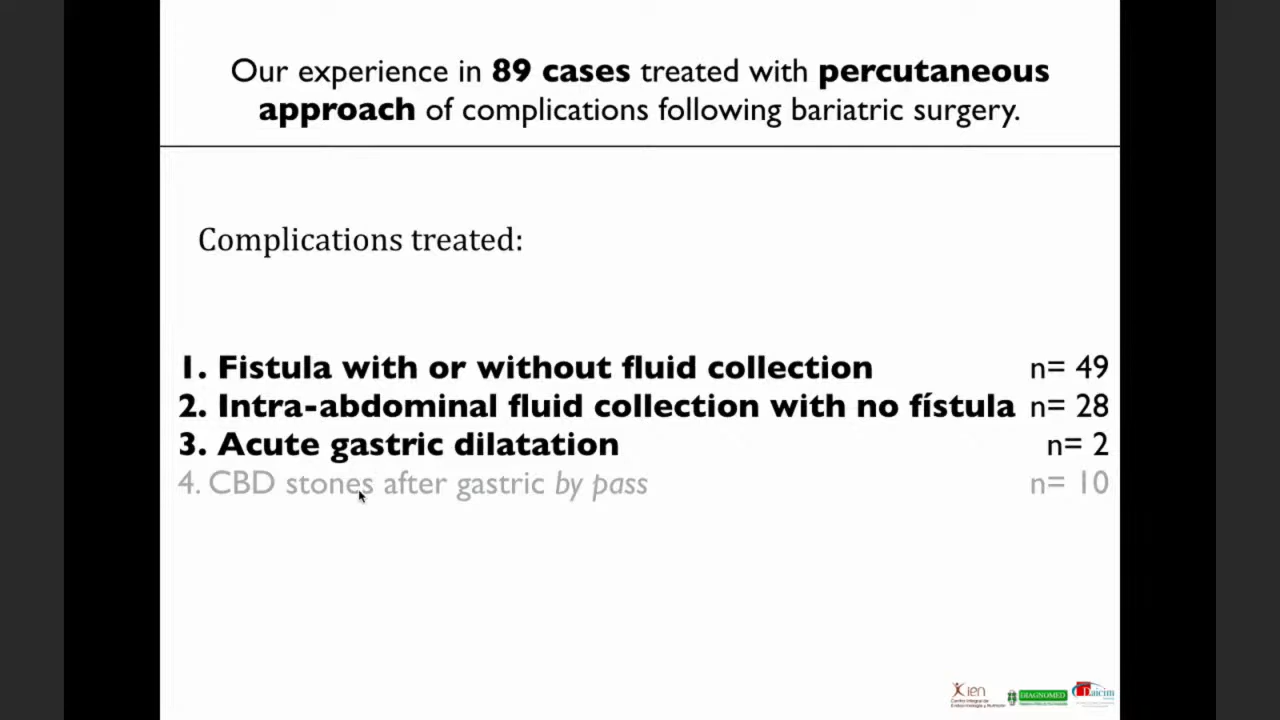 Our experience in 89 cases treated with percutaneous
approach of complications following bariatric surgery.
Complications treated:
1. Fistula with or without fluid collection n= 49
2. Intra-abdominal fluid collection with no fístula n= 28
3. Acute gastric dilatation n= 2
4. CBD stones after gastric by pass n= 10
ien
DIAGNOMED
Daicim